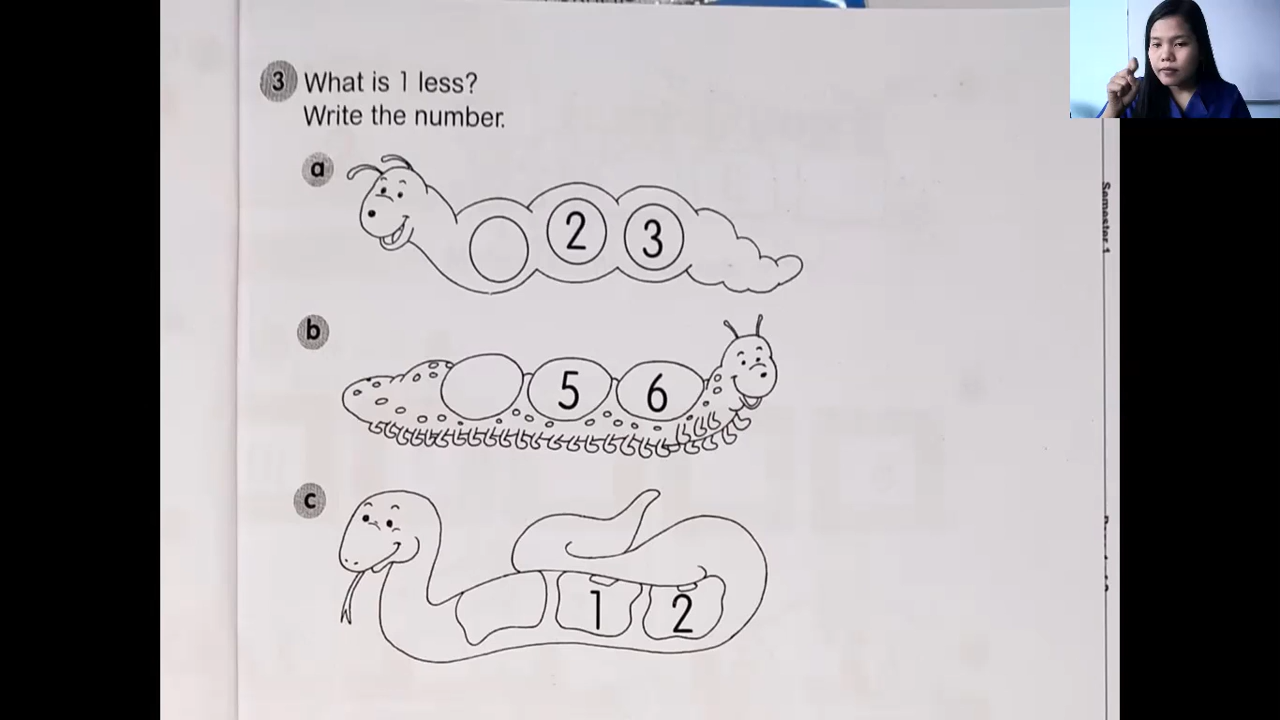 3 What is 1 less?
Write the number.
a
2 3
b
5 6
c
1 2
Semester 1